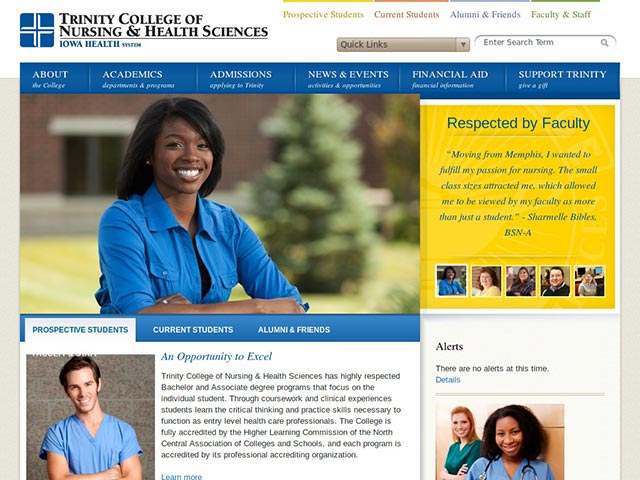 TRINITY COLLEGE OF
NURSING & HEALTH SCIENCES
IOWA HEALTH SYSTEM
Prospective Students
Current Students
Alumni & Friends
Faculty & Staff
Quick Links
Enter Search Term
ABOUT
the College
ACADEMICS
departments & programs
ADMISSIONS
applying to Trinity
NEWS & EVENTS
activities & opportunities
FINANCIAL AID
financial information
SUPPORT TRINITY
give a gift
Respected by Faculty
"Moving from Memphis, I wanted to
fulfill my passion for nursing. The small
class sizes attracted me, which allowed
me to be viewed by my faculty as more
than just a student." - Sharmelle Bibles,
BSN-A
PROSPECTIVE STUDENTS
CURRENT STUDENTS
ALUMNI & FRIENDS
FACULTY & STAFF
An Opportunity to Excel
Trinity College of Nursing & Health Sciences has highly respected
Bachelor and Associate degree programs that focus on the
individual student. Through coursework and clinical experiences
students learn the critical thinking and practice skills necessary to
function as entry level health care professionals. The College is
fully accredited by the Higher Learning Commission of the North
Central Association of Colleges and Schools, and each program is
accredited by its professional accrediting organization.
Learn more
Alerts
There are no alerts at this time.
Details